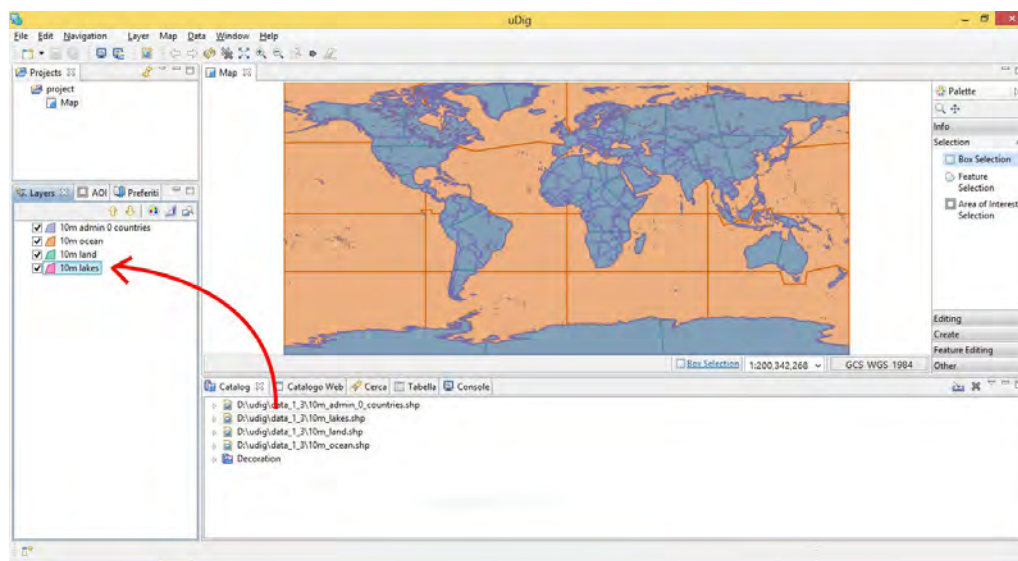 uDig
File Edit Navigation Layer Map Data Window Help
Projects
project
Map
Layers AOI Preferiti
10m admin 0 countries
10m ocean
10m land
10m lakes
Map
Box Selection 1:200,342,268 GCS WGS 1984
Palette
Info
Selection
Box Selection
Feature
Selection
Area of Interest
Selection
Editing
Create
Feature Editing
Other
Catalog Catalogo Web Cerca Tabella Console
D:\udig\data_1_3\10m_admin_0_countries.shp
D:\udig\data_1_3\10m_lakes.shp
D:\udig\data_1_3\10m_land.shp
D:\udig\data_1_3\10m_ocean.shp
Decoration